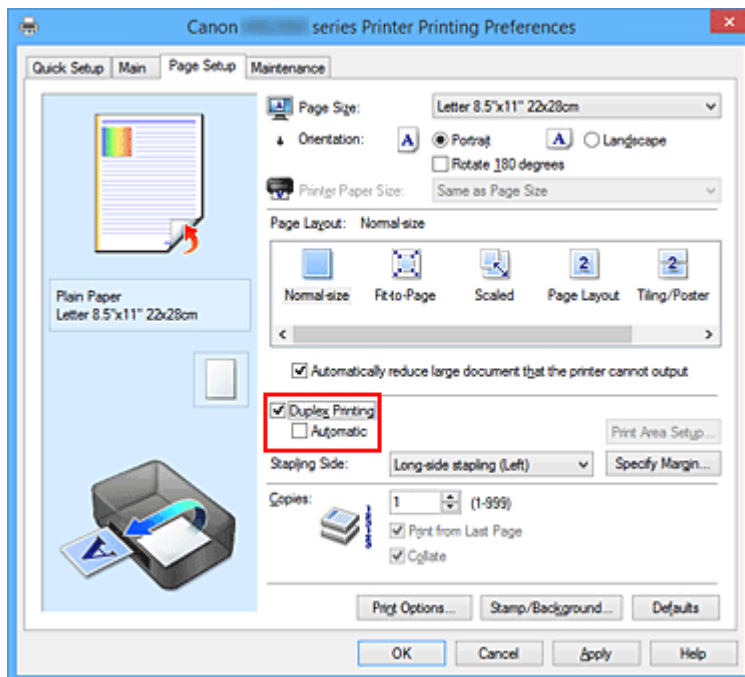 Canon series Printer Printing Preferences
Quick Setup Main Page Setup Maintenance
Page Size: Letter 8.5"x11" 22x28cm
Orientation: A Portrait A Landscape
Rotate 180 degrees
Printer Paper Size: Same as Page Size
Page Layout: Normal-size
2 2
Normal-size Fit-to-Page Scaled Page Layout Tiling/Poster
Plain Paper
Letter 8.5"x11" 22x28cm
Automatically reduce large document that the printer cannot output
Duplex Printing
Automatic
Print Area Setup...
Stapling Side: Long-side stapling (Left) Specify Margin...
Copies: 1 (1-999)
Print from Last Page
Collate
A
Print Options... Stamp/Background... Defaults
OK Cancel Apply Help